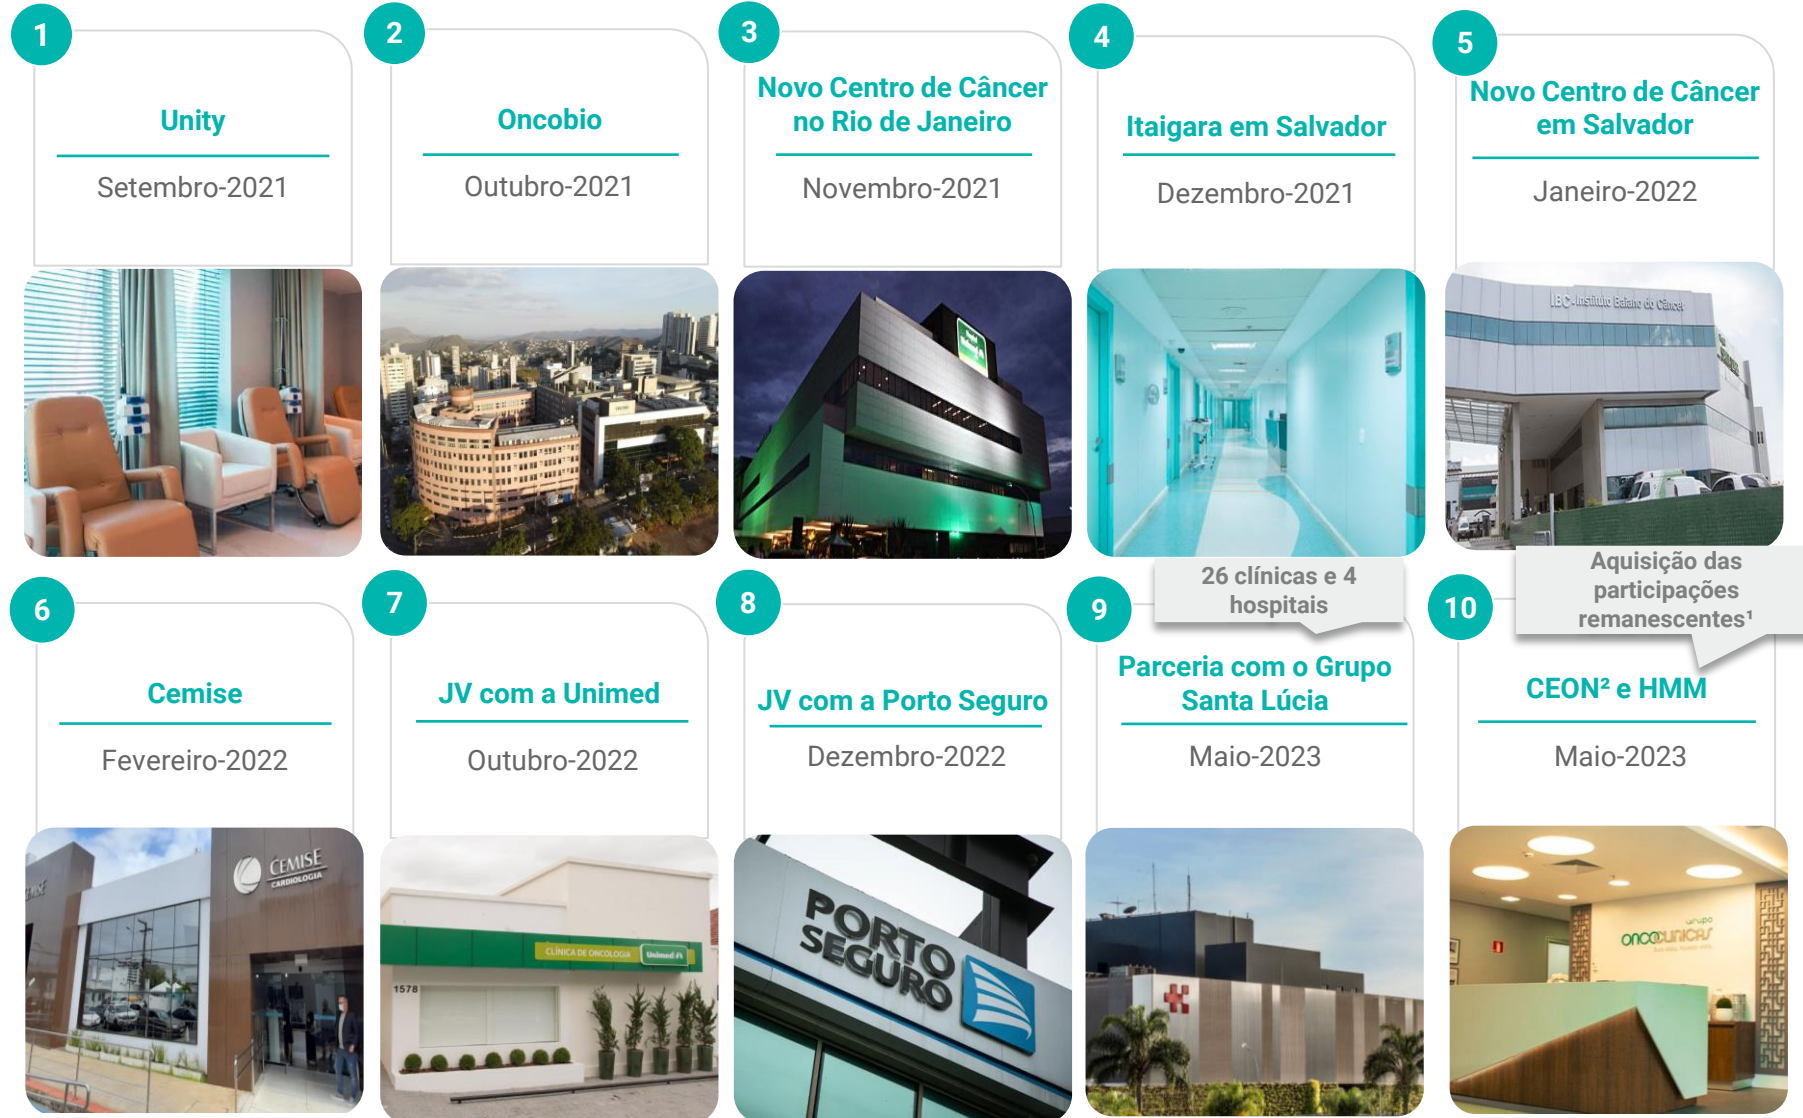 1
Unity
Setembro-2021
2
Oncobio
Outubro-2021
3
Novo Centro de Câncer
no Rio de Janeiro
Novembro-2021
4
Itaigara em Salvador
Dezembro-2021
5
Novo Centro de Câncer
em Salvador
Janeiro-2022
Unimed
IBC-Instituto Baiano do Câncer
6
Cemise
Fevereiro-2022
7
JV com a Unimed
Outubro-2022
8
JV com a Porto Seguro
Dezembro-2022
9
26 clínicas e 4
hospitais
Parceria com o Grupo
Santa Lúcia
Maio-2023
10
Aquisição das
participações
remanescentes¹
CEON² e HMM
Maio-2023
CEMISE
CARDIOLOGIA
CLÍNICA DE ONCOLOGIA
Unimed
1578
PORTO
SEGURO
grupo
oncoclínicas